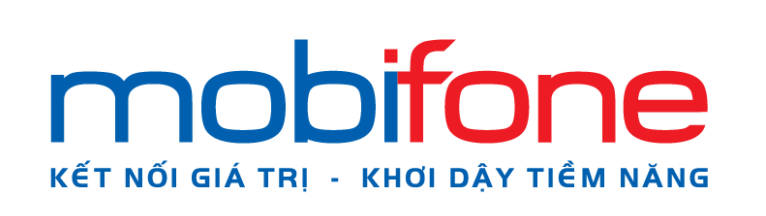 mobifone
KẾT NỐI GIÁ TRỊ - KHƠI DẬY TIỀM NĂNG